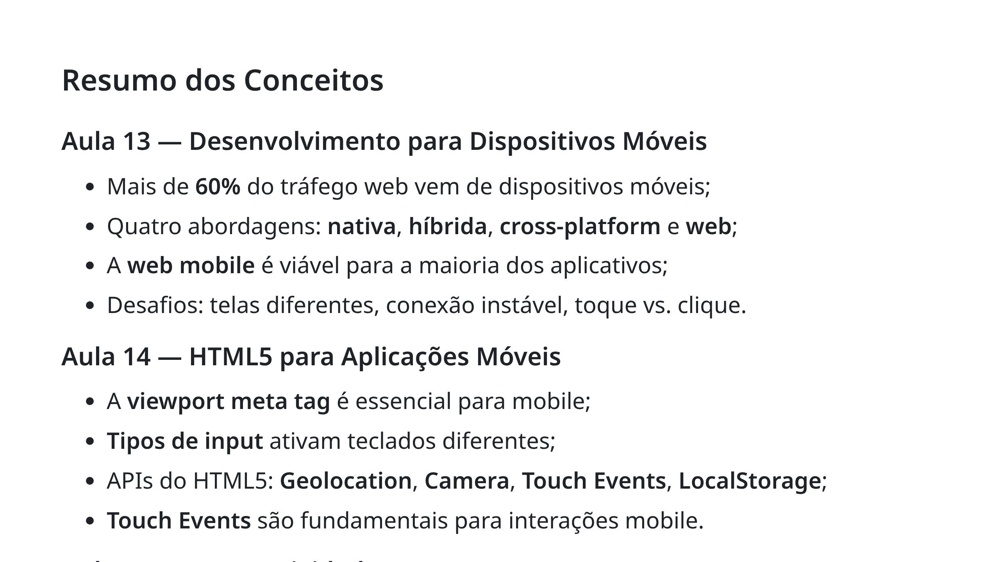 Resumo dos Conceitos
Aula 13 — Desenvolvimento para Dispositivos Móveis
• Mais de 60% do tráfego web vem de dispositivos móveis;
• Quatro abordagens: nativa, híbrida, cross-platform e web;
• A web mobile é viável para a maioria dos aplicativos;
• Desafios: telas diferentes, conexão instável, toque vs. clique.
Aula 14 — HTML5 para Aplicações Móveis
• A viewport meta tag é essencial para mobile;
• Tipos de input ativam teclados diferentes;
• APIs do HTML5: Geolocation, Camera, Touch Events, LocalStorage;
• Touch Events são fundamentais para interações mobile.